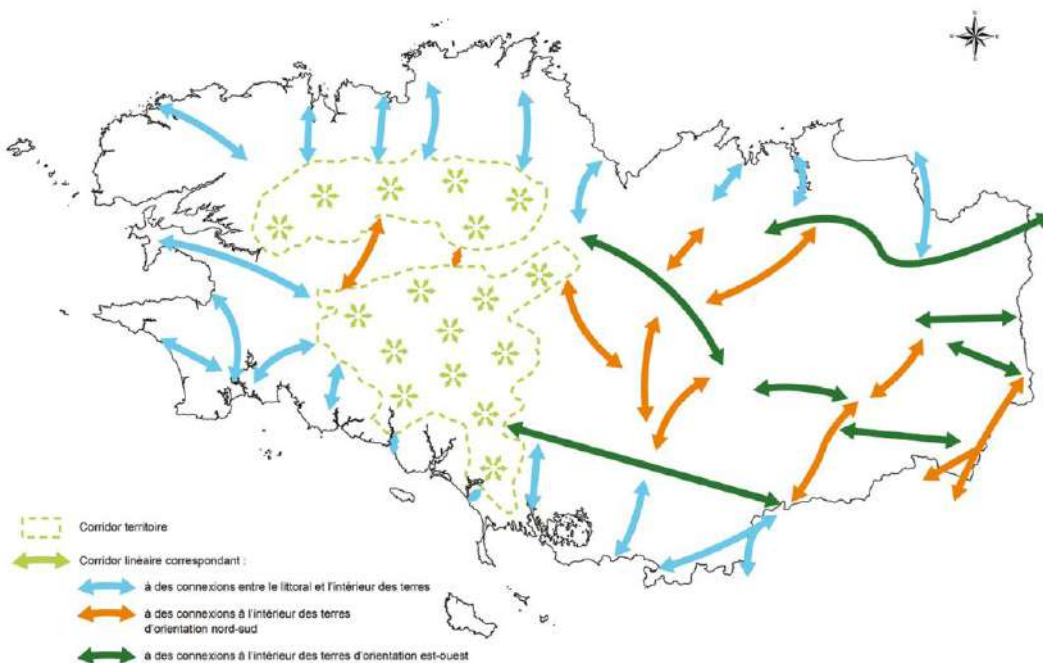 Corridor territoire
Corridor linéaire correspondant :
à des connexions entre le littoral et l'intérieur des terres
à des connexions à l'intérieur des terres
d'orientation nord-sud
à des connexions à l'intérieur des terres d'orientation est-ouest